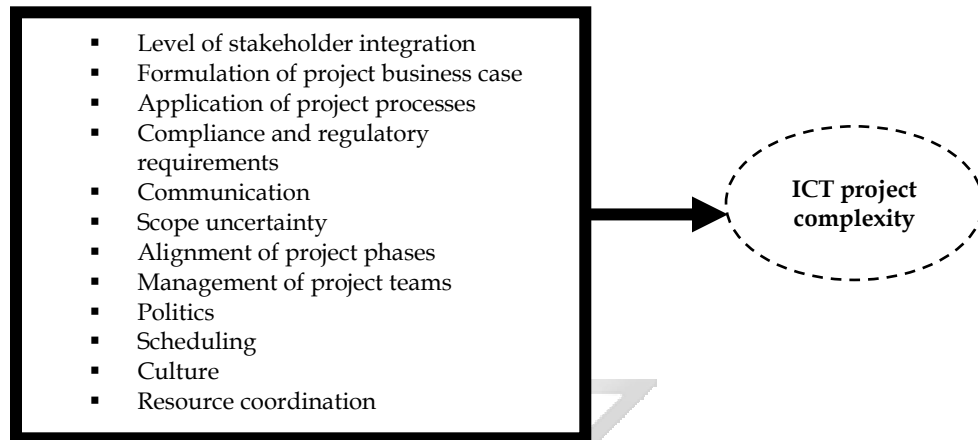 ▪ Level of stakeholder integration
▪ Formulation of project business case
▪ Application of project processes
▪ Compliance and regulatory
requirements
▪ Communication
▪ Scope uncertainty
▪ Alignment of project phases
▪ Management of project teams
▪ Politics
▪ Scheduling
▪ Culture
▪ Resource coordination
ICT project
complexity